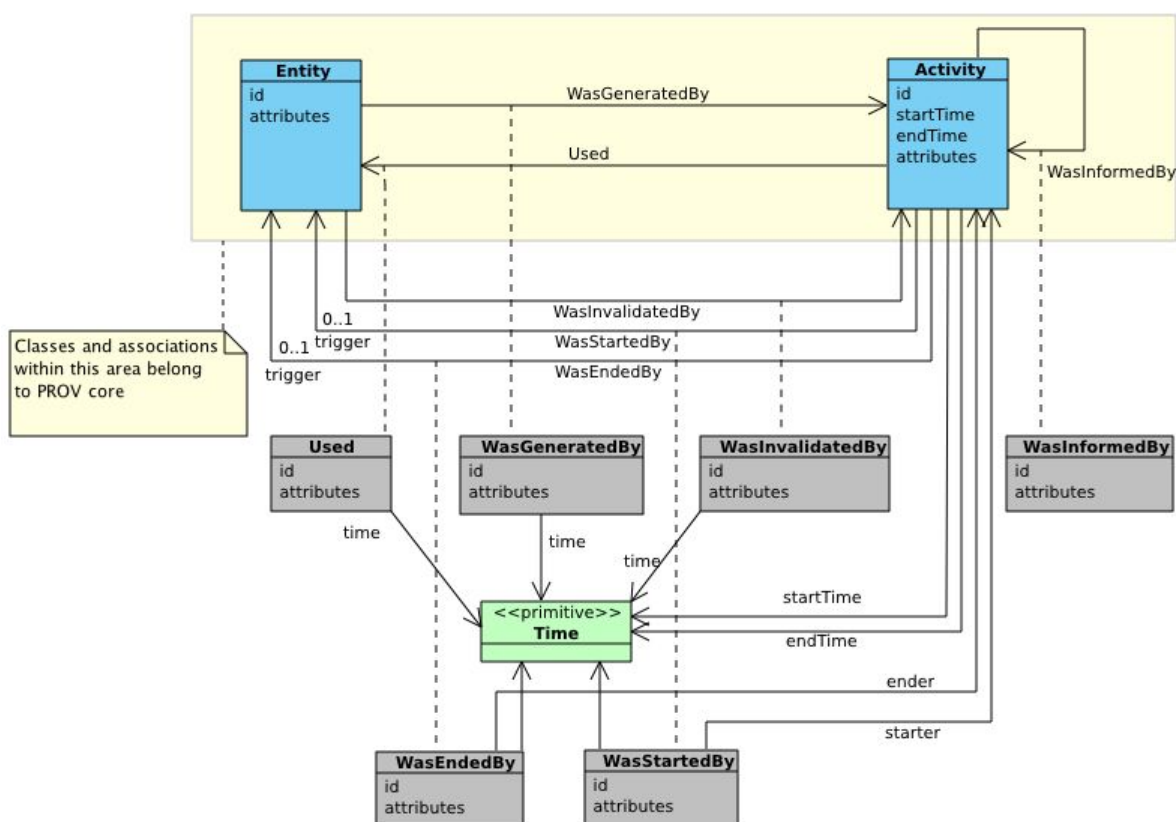 Entity
id
attributes
Activity
id
startTime
endTime
attributes
WasGeneratedBy
Used
WasInformedBy
WasInvalidatedBy
0..1
trigger
WasStartedBy
0..1
trigger
WasEndedBy
Classes and associations
within this area belong
to PROV core
Used
id
attributes
WasGeneratedBy
id
attributes
WasInvalidatedBy
id
attributes
WasInformedBy
id
attributes
time
time
time
<<primitive>>
Time
startTime
endTime
ender
starter
WasEndedBy
id
attributes
WasStartedBy
id
attributes